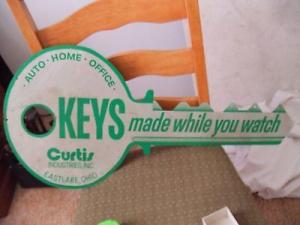 AUTO · HOME · OFFICE
KEYS made while you watch
Curtis
INDUSTRIES, INC.
EASTLAKE, OHIO